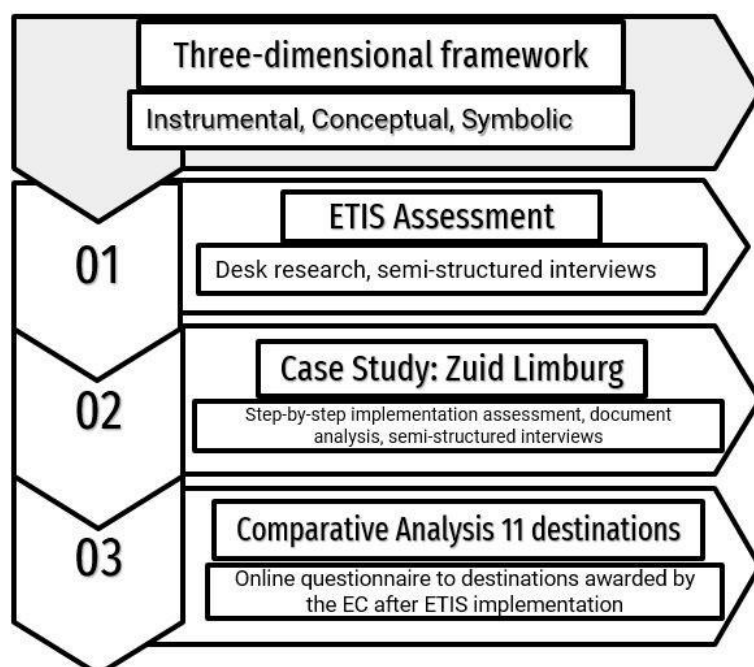 Three-dimensional framework
Instrumental, Conceptual, Symbolic
01
ETIS Assessment
Desk research, semi-structured interviews
02
Case Study: Zuid Limburg
Step-by-step implementation assessment, document
analysis, semi-structured interviews
03
Comparative Analysis 11 destinations
Online questionnaire to destinations awarded by
the EC after ETIS implementation